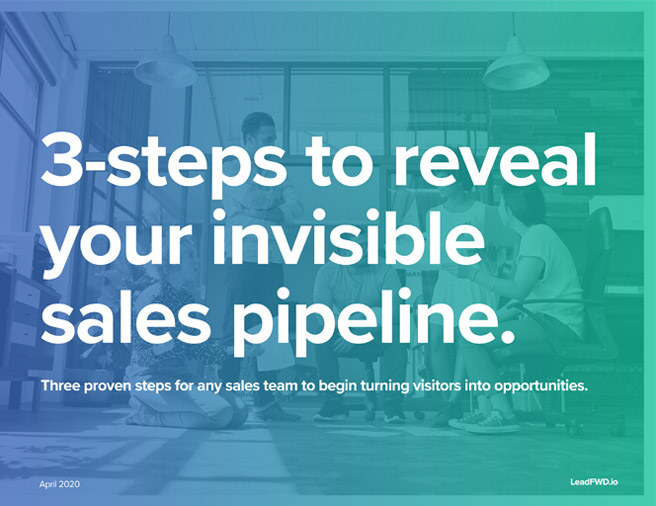 3-steps to reveal
your invisible
sales pipeline.
Three proven steps for any sales team to begin turning visitors into opportunities.
April 2020
LeadFWD.io